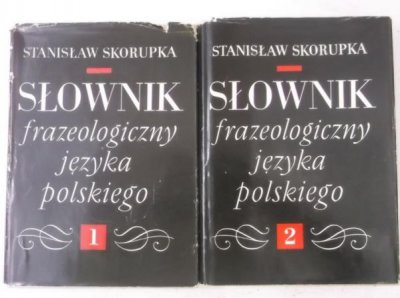 STANISŁAW SKORUPKA
SŁOWNIK
frazeologiczny
języka
polskiego
1
STANISŁAW SKORUPKA
SŁOWNIK
frazeologiczny
języka
polskiego
2